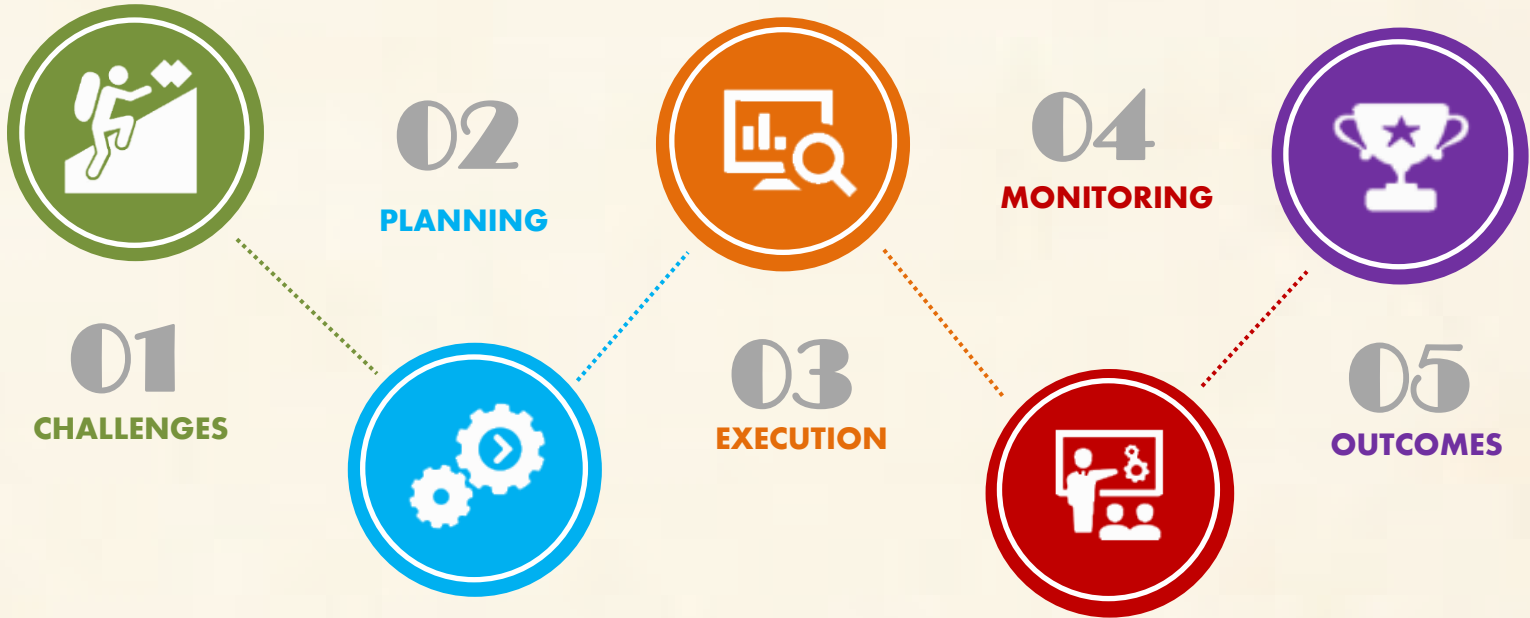 01
CHALLENGES
02
PLANNING
03
EXECUTION
04
MONITORING
05
OUTCOMES